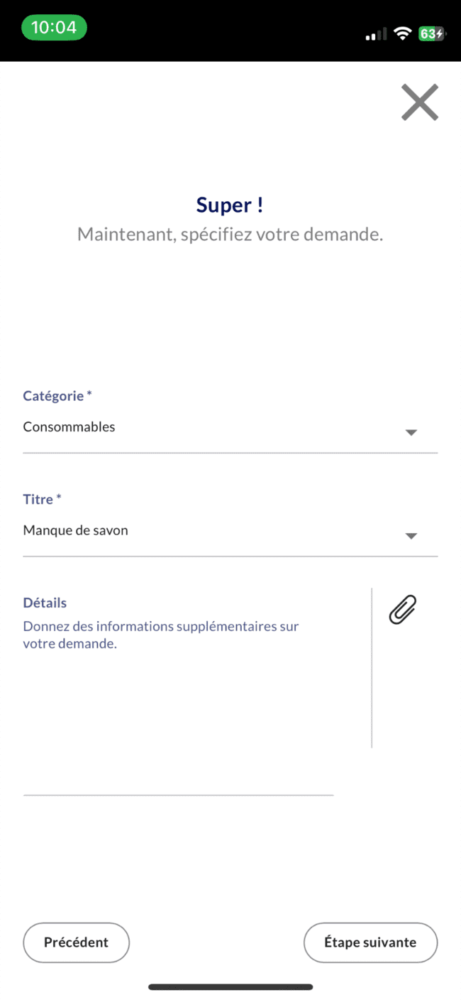 10:04
63
Super !
Maintenant, spécifiez votre demande.
Catégorie *
Consommables
Titre *
Manque de savon
Détails
Donnez des informations supplémentaires sur
votre demande.
Précédent
Étape suivante